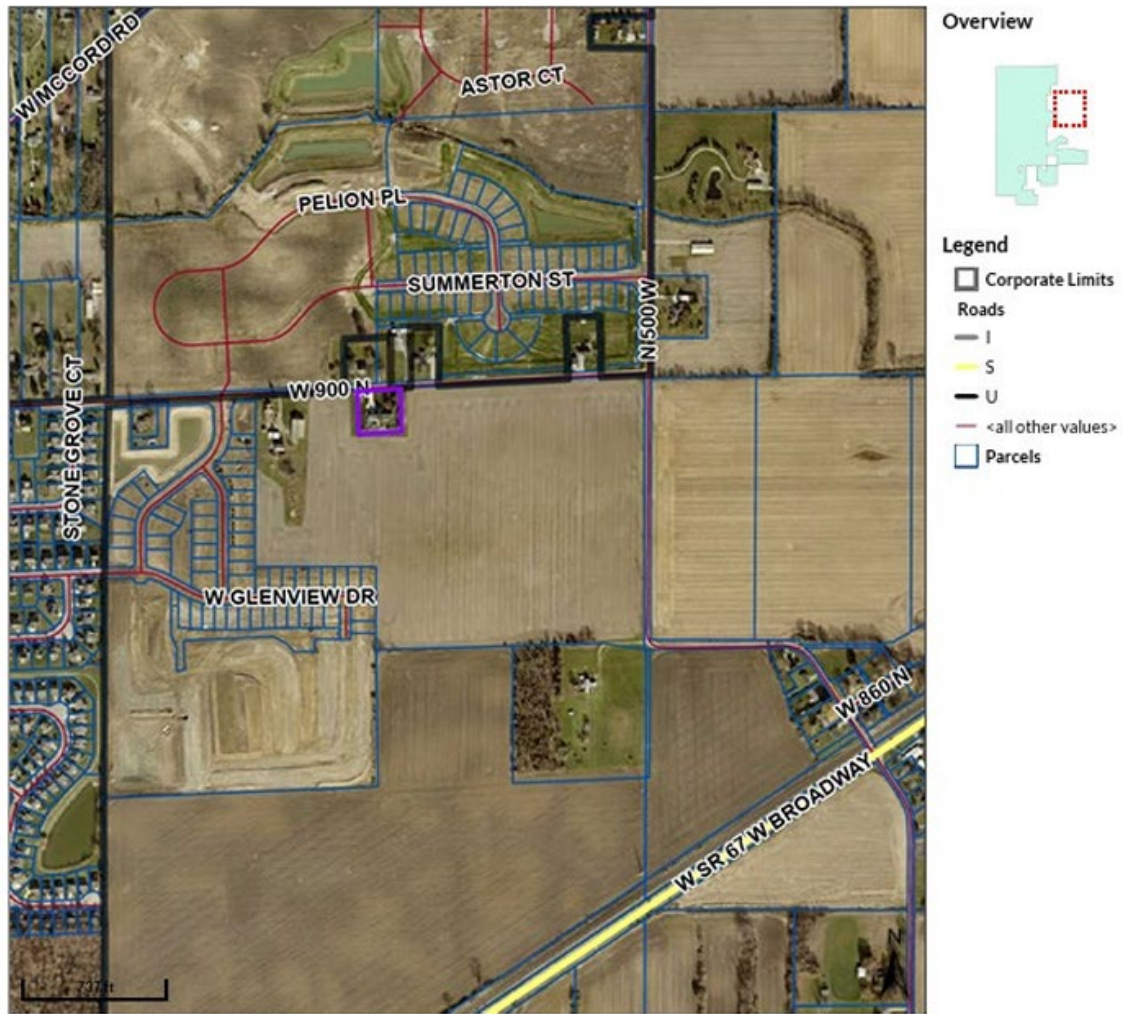 W MCCORD RD
ASTOR CT
PELION PL
SUMMERTON ST
N 500 W
W 900 N
STONE GROVE CT
W GLENVIEW DR
W 860 N
W SR 67 W BROADWAY
Overview
Legend
Corporate Limits
Roads
I
S
U
<all other values>
Parcels